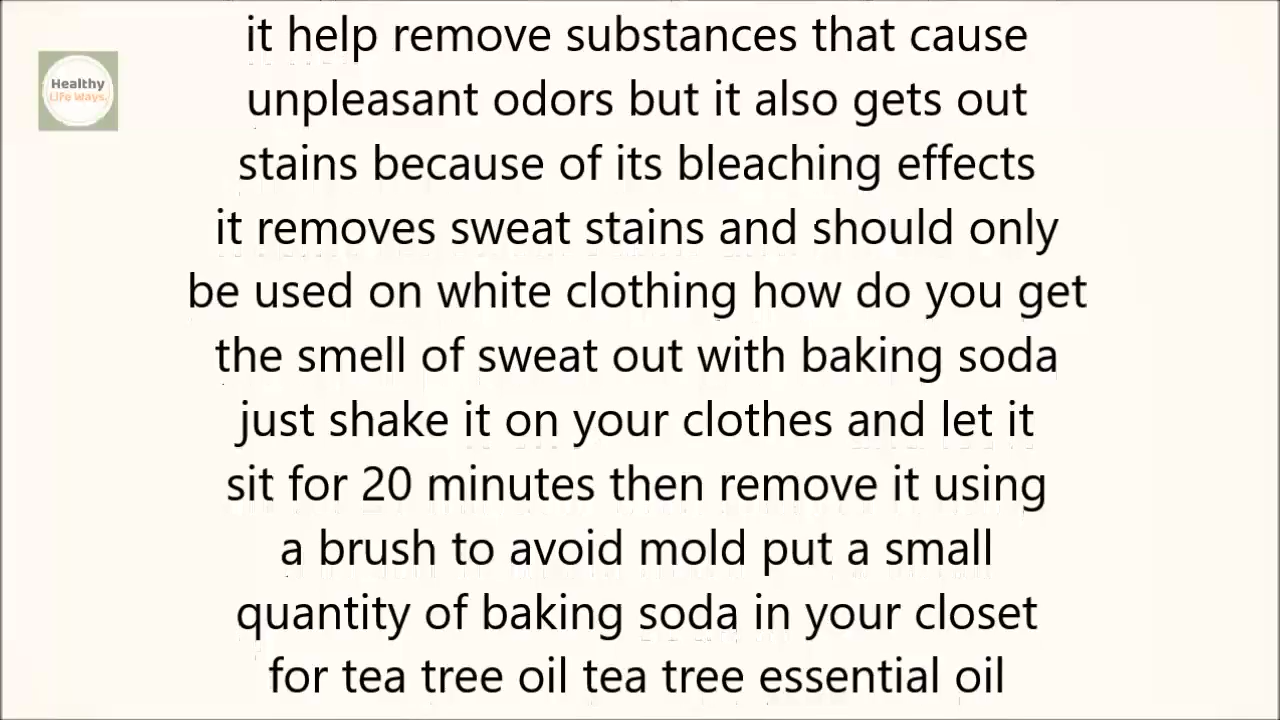 it help remove substances that cause
Healthy
Life Ways.
unpleasant odors but it also gets out
stains because of its bleaching effects
it removes sweat stains and should only
be used on white clothing how do you get
the smell of sweat out with baking soda
just shake it on your clothes and let it
sit for 20 minutes then remove it using
a brush to avoid mold put a small
quantity of baking soda in your closet
for tea tree oil tea tree essential oil